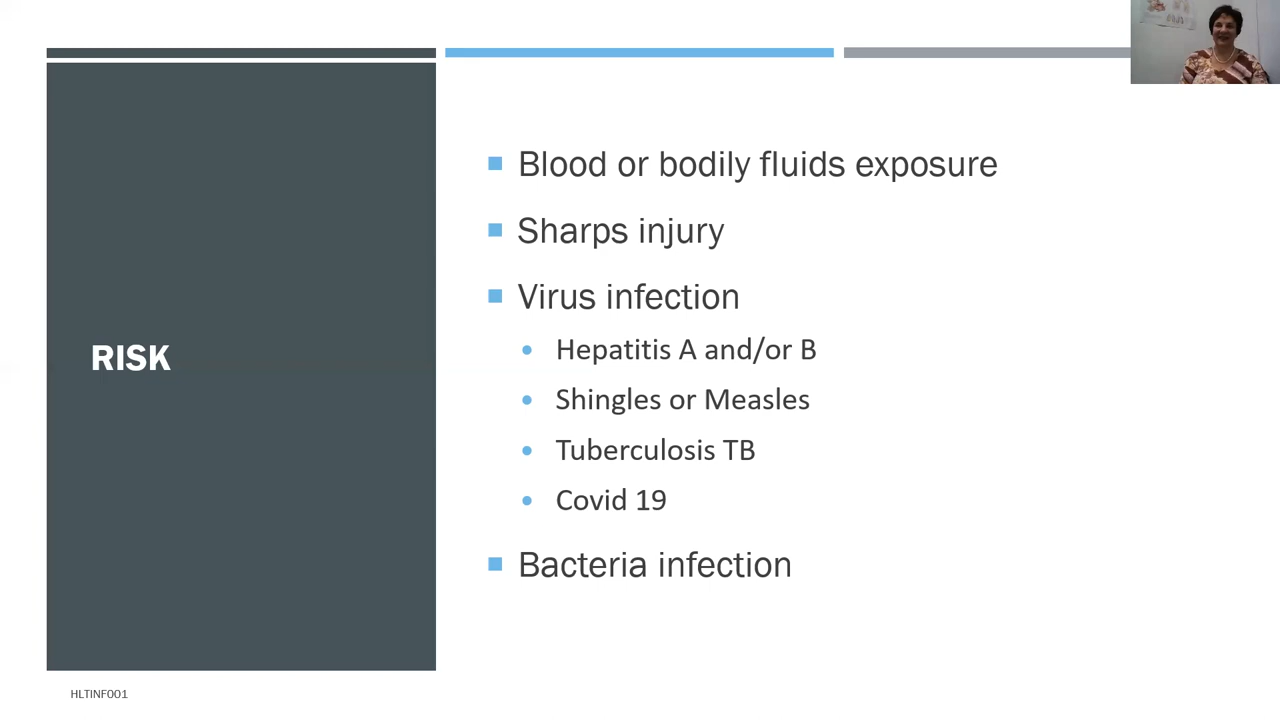 RISK
Blood or bodily fluids exposure
Sharps injury
Virus infection
Hepatitis A and/or B
Shingles or Measles
Tuberculosis TB
Covid 19
Bacteria infection
HLTINF001